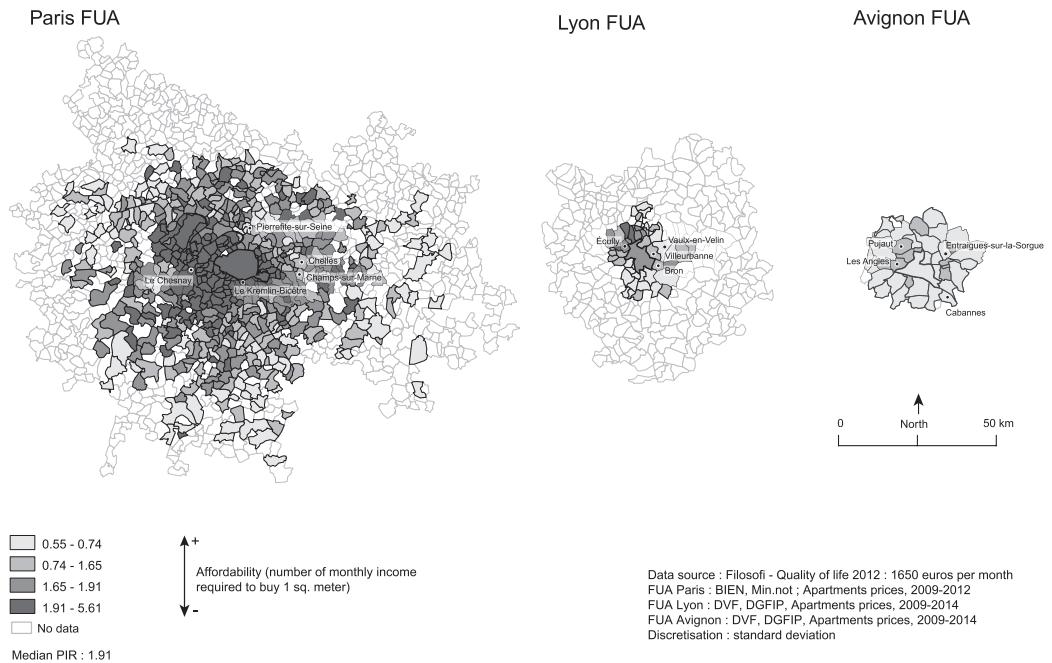 Paris FUA
Lyon FUA
Avignon FUA
Pierrefite-sur-Seine
Chelles
Champs-sur-Marne
Le Chesnay
Le Kremlin-Bicêtre
Écully
Vaulx-en-Velin
Villeurbanne
Bron
Pujaut
Entraigues-sur-la-Sorgue
Les Angles
Cabannes
0
North
50 km
0.55 - 0.74
0.74 - 1.65
1.65 - 1.91
1.91 - 5.61
No data
Median PIR : 1.91
+
Affordability (number of monthly income
required to buy 1 sq. meter)
-
Data source : Filosofi - Quality of life 2012 : 1650 euros per month
FUA Paris : BIEN, Min.not ; Apartments prices, 2009-2012
FUA Lyon : DVF, DGFIP, Apartments prices, 2009-2014
FUA Avignon : DVF, DGFIP, Apartments prices, 2009-2014
Discretisation : standard deviation